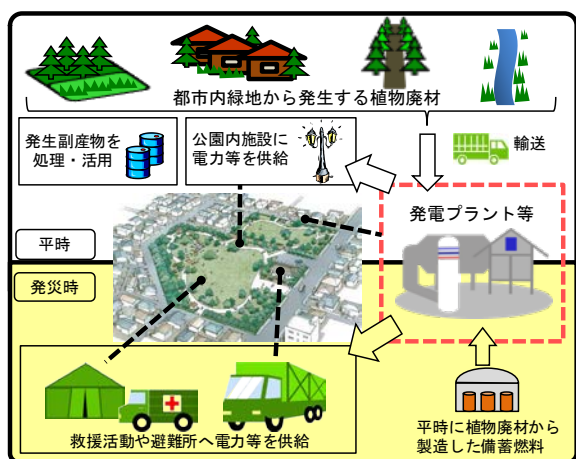 都市内緑地から発生する植物廃材
発生副産物を
処理・活用
公園内施設に
電力等を供給
輸送
発電プラント等
平時
発災時
救援活動や避難所へ電力等を供給
平時に植物廃材から
製造した備蓄燃料